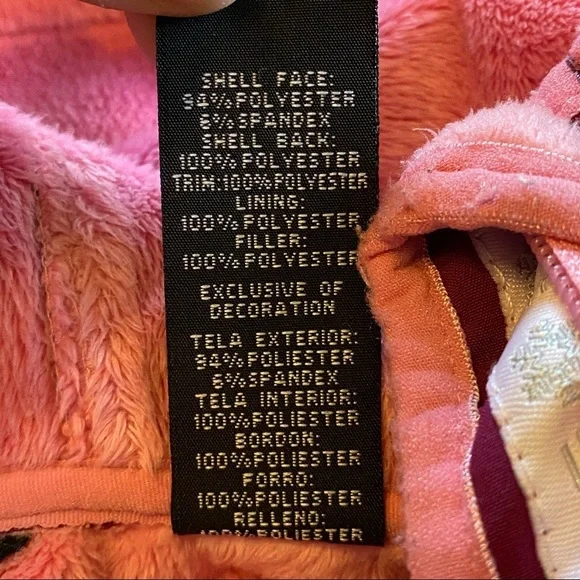 SHELL FACE:
94% POLYESTER
6% SPANDEX
SHELL BACK:
100% POLYESTER
TRIM: 100% POLYESTER
LINING:
100% POLYESTER
FILLER:
100% POLYESTER
EXCLUSIVE OF
DECORATION
TELA EXTERIOR:
94% POLIESTER
6% SPANDEX
TELA INTERIOR:
100% POLIESTER
BORDON:
100% POLIESTER
FORRO:
100% POLIESTER
RELLENO:
100% POLIESTER